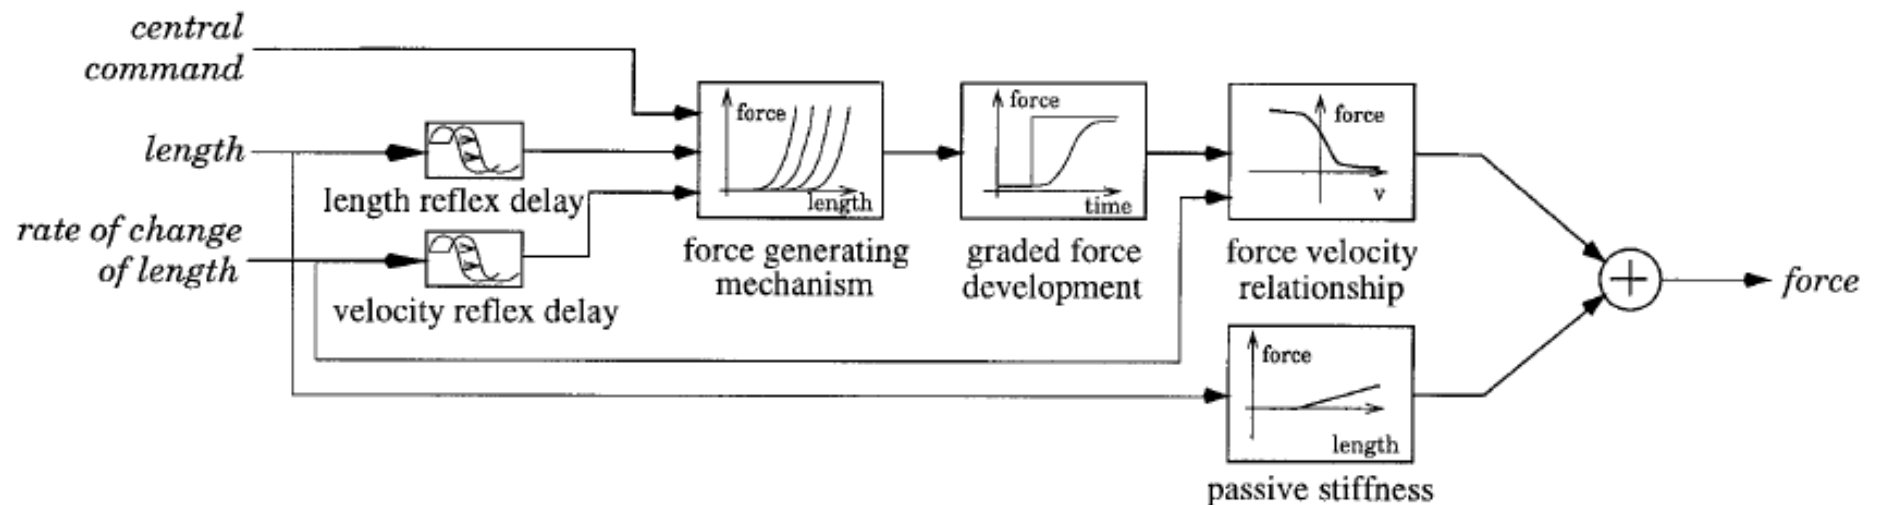 central
command
length
rate of change
of length
length reflex delay
velocity reflex delay
force
length
force generating
mechanism
force
time
graded force
development
force
v
force velocity
relationship
force
length
passive stiffness
+
force